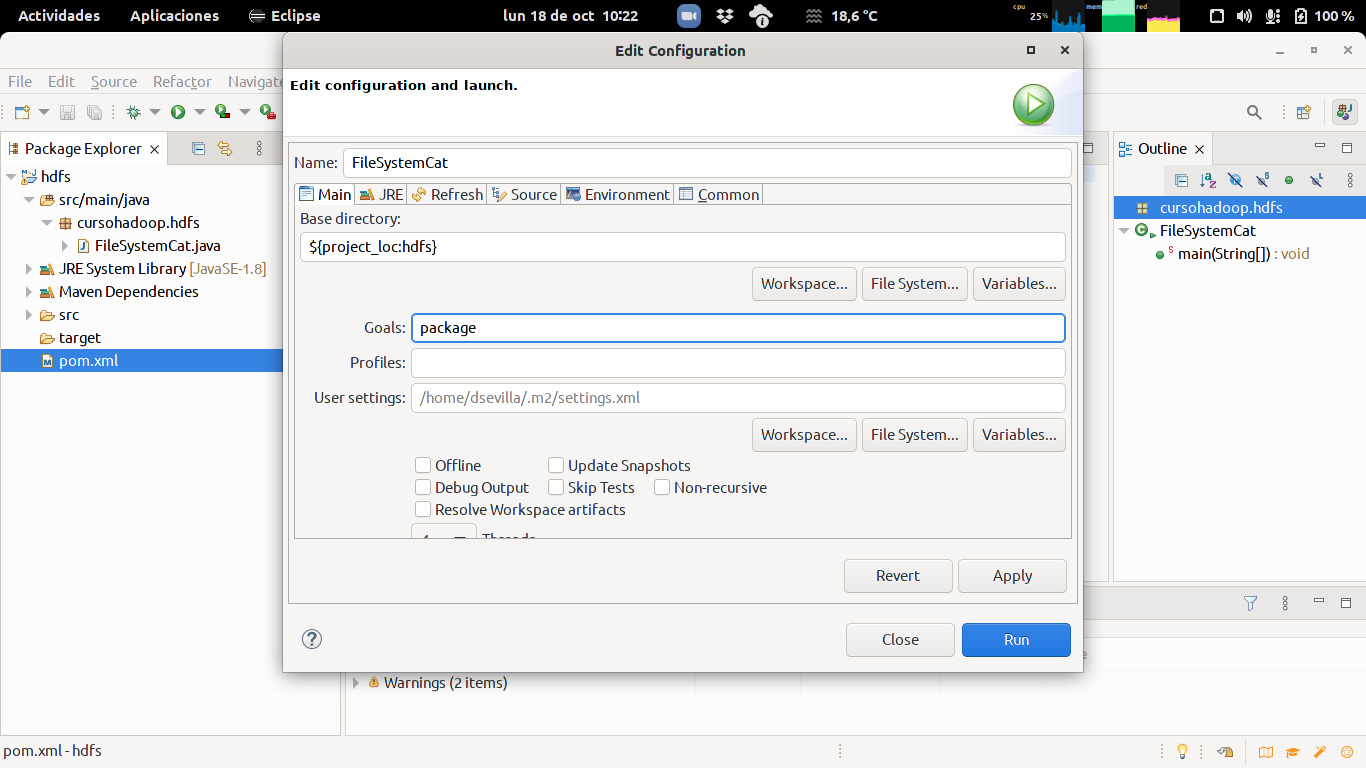 Actividades Aplicaciones Eclipse lun 18 de oct 10:22 18,6 °C cpu 25% mem red 100 %
Edit Configuration
File Edit Source Refactor Navigate
Edit configuration and launch.
Package Explorer
Outline
Name: FileSystemCat
hdfs
src/main/java
cursohadoop.hdfs
FileSystemCat.java
JRE System Library [JavaSE-1.8]
Maven Dependencies
src
target
pom.xml
Main JRE Refresh Source Environment Common
Base directory:
${project_loc:hdfs}
Workspace... File System... Variables...
Goals: package
Profiles:
User settings: /home/dsevilla/.m2/settings.xml
Workspace... File System... Variables...
Offline Update Snapshots
Debug Output Skip Tests Non-recursive
Resolve Workspace artifacts
Threads
Revert Apply
Close Run
cursohadoop.hdfs
FileSystemCat
main(String[]) : void
Warnings (2 items)
pom.xml - hdfs